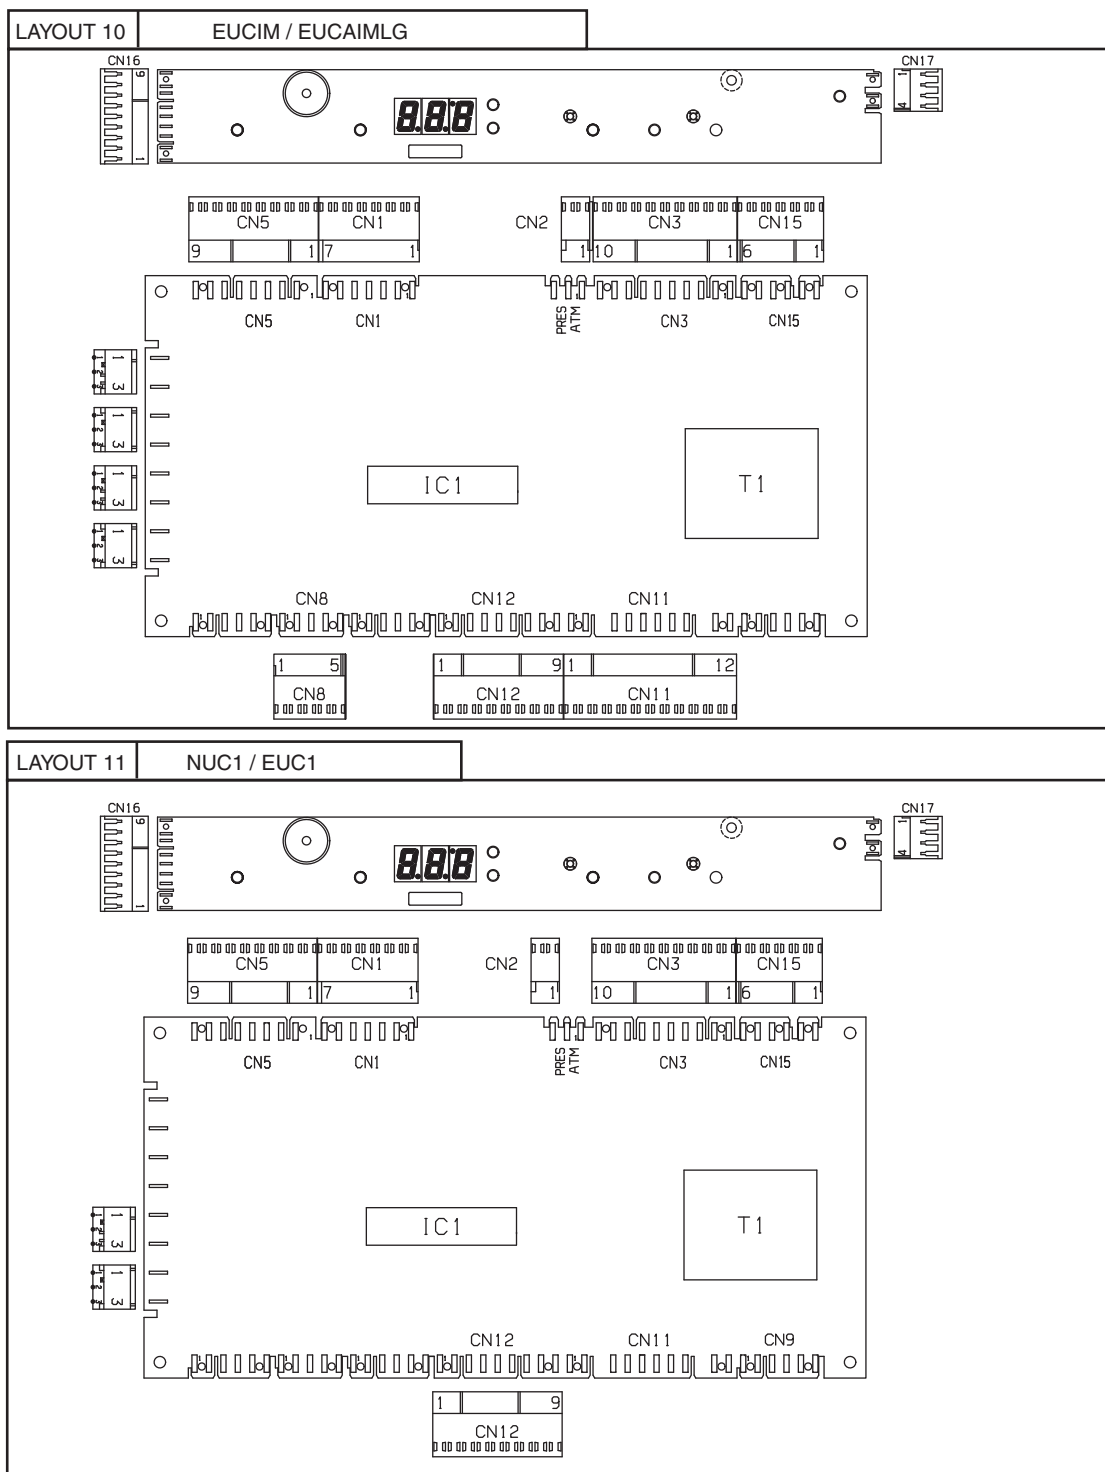 LAYOUT 10 EUCIM / EUCAIMLG
CN16 CN17
9 1
1 4
8.8.8
CN5 CN1 CN2 CN3 CN15
9 1 7 1 1 10 1 6 1
CN5 CN1 PRES ATM CN3 CN15
1 3
1 3
1 3
1 3
IC1 T1
CN8 CN12 CN11
1 5 1 9 1 12
CN8 CN12 CN11
LAYOUT 11 NUC1 / EUC1
CN16 CN17
9 1
1 4
8.8.8
CN5 CN1 CN2 CN3 CN15
9 1 7 1 1 10 1 6 1
CN5 CN1 PRES ATM CN3 CN15
1 3
1 3
IC1 T1
CN12 CN11 CN9
1 9
CN12